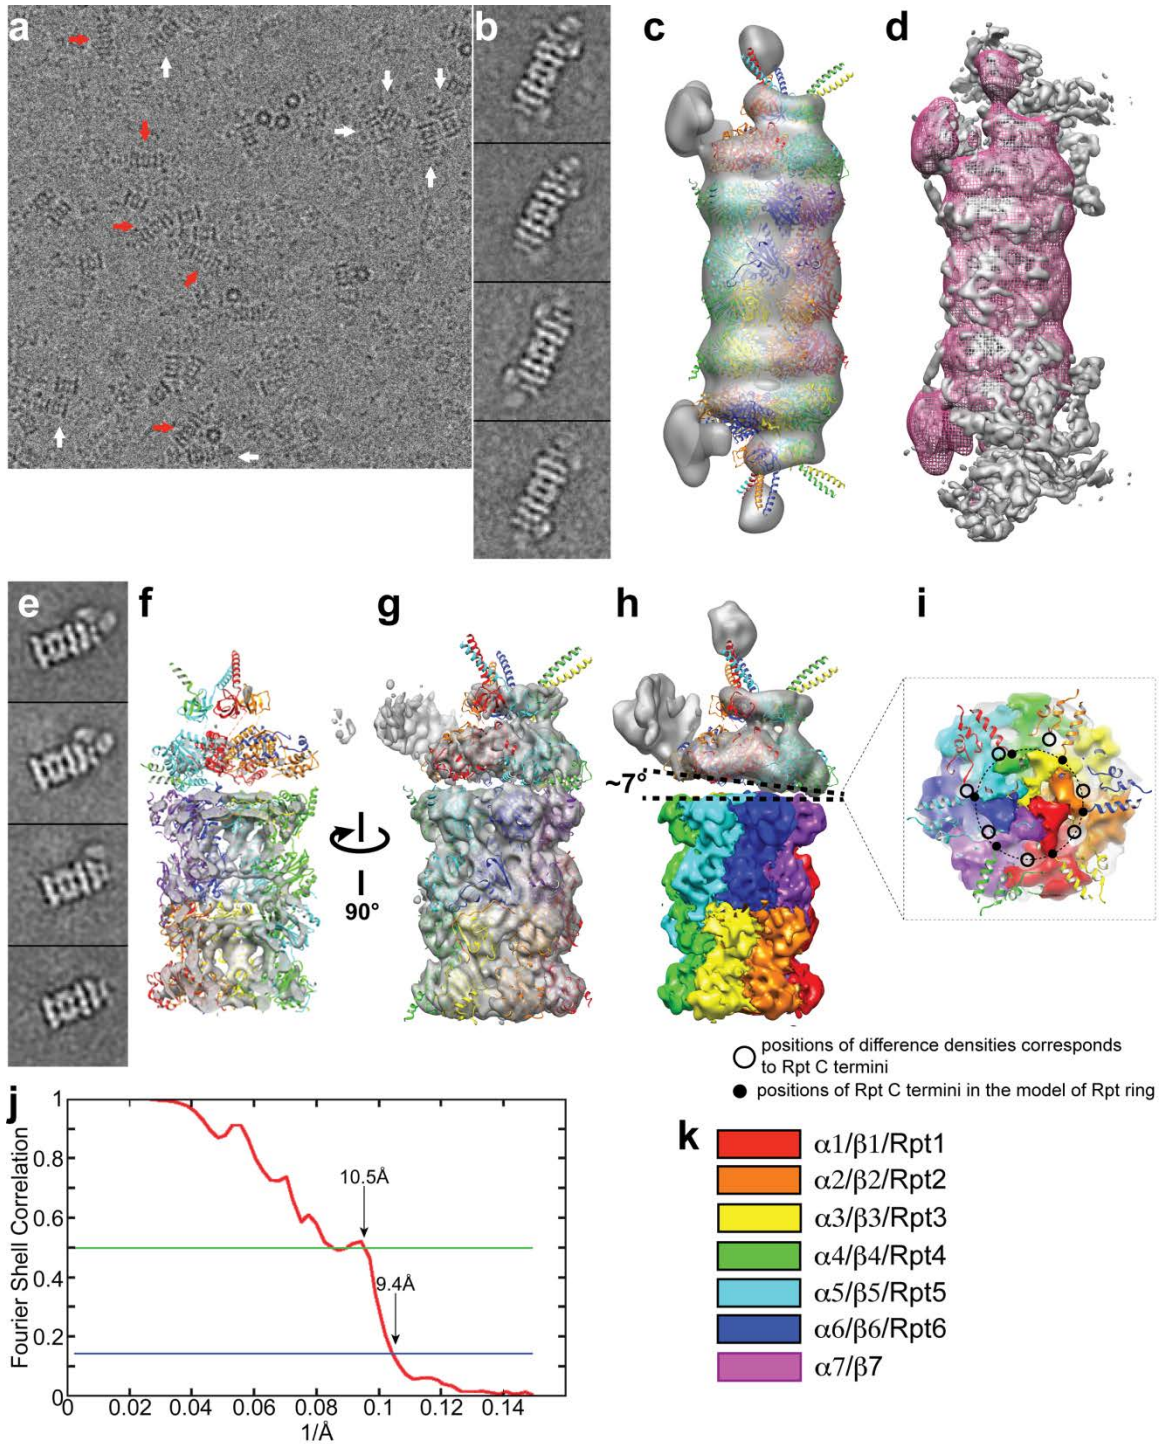 a
b
c
d
e
f
g
h
i
90°
~7°
positions of difference densities corresponds
to Rpt C termini
positions of Rpt C termini in the model of Rpt ring
j
1
0.8
0.6
0.4
0.2
0
Fourier Shell Correlation
10.5Å
9.4Å
0 0.02 0.04 0.06 0.08 0.1 0.12 0.14
1/Å
k
α1/β1/Rpt1
α2/β2/Rpt2
α3/β3/Rpt3
α4/β4/Rpt4
α5/β5/Rpt5
α6/β6/Rpt6
α7/β7